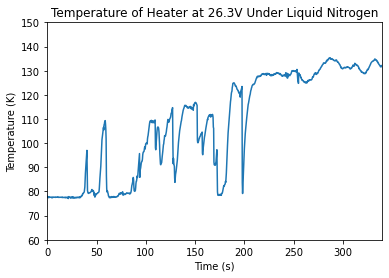 Temperature of Heater at 26.3V Under Liquid Nitrogen
150
140
130
120
110
100
90
80
70
60
Temperature (K)
0 50 100 150 200 250 300
Time (s)